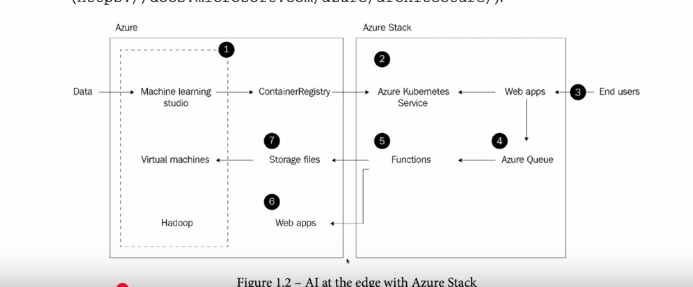 (https://docs.microsoft.com/azure/architecture/).
Azure
Azure Stack
1
2
Data
Machine learning
studio
ContainerRegistry
Azure Kubernetes
Service
Web apps
3
End users
7
5
4
Virtual machines
Storage files
Functions
Azure Queue
6
Hadoop
Web apps
Figure 1.2 – AI at the edge with Azure Stack